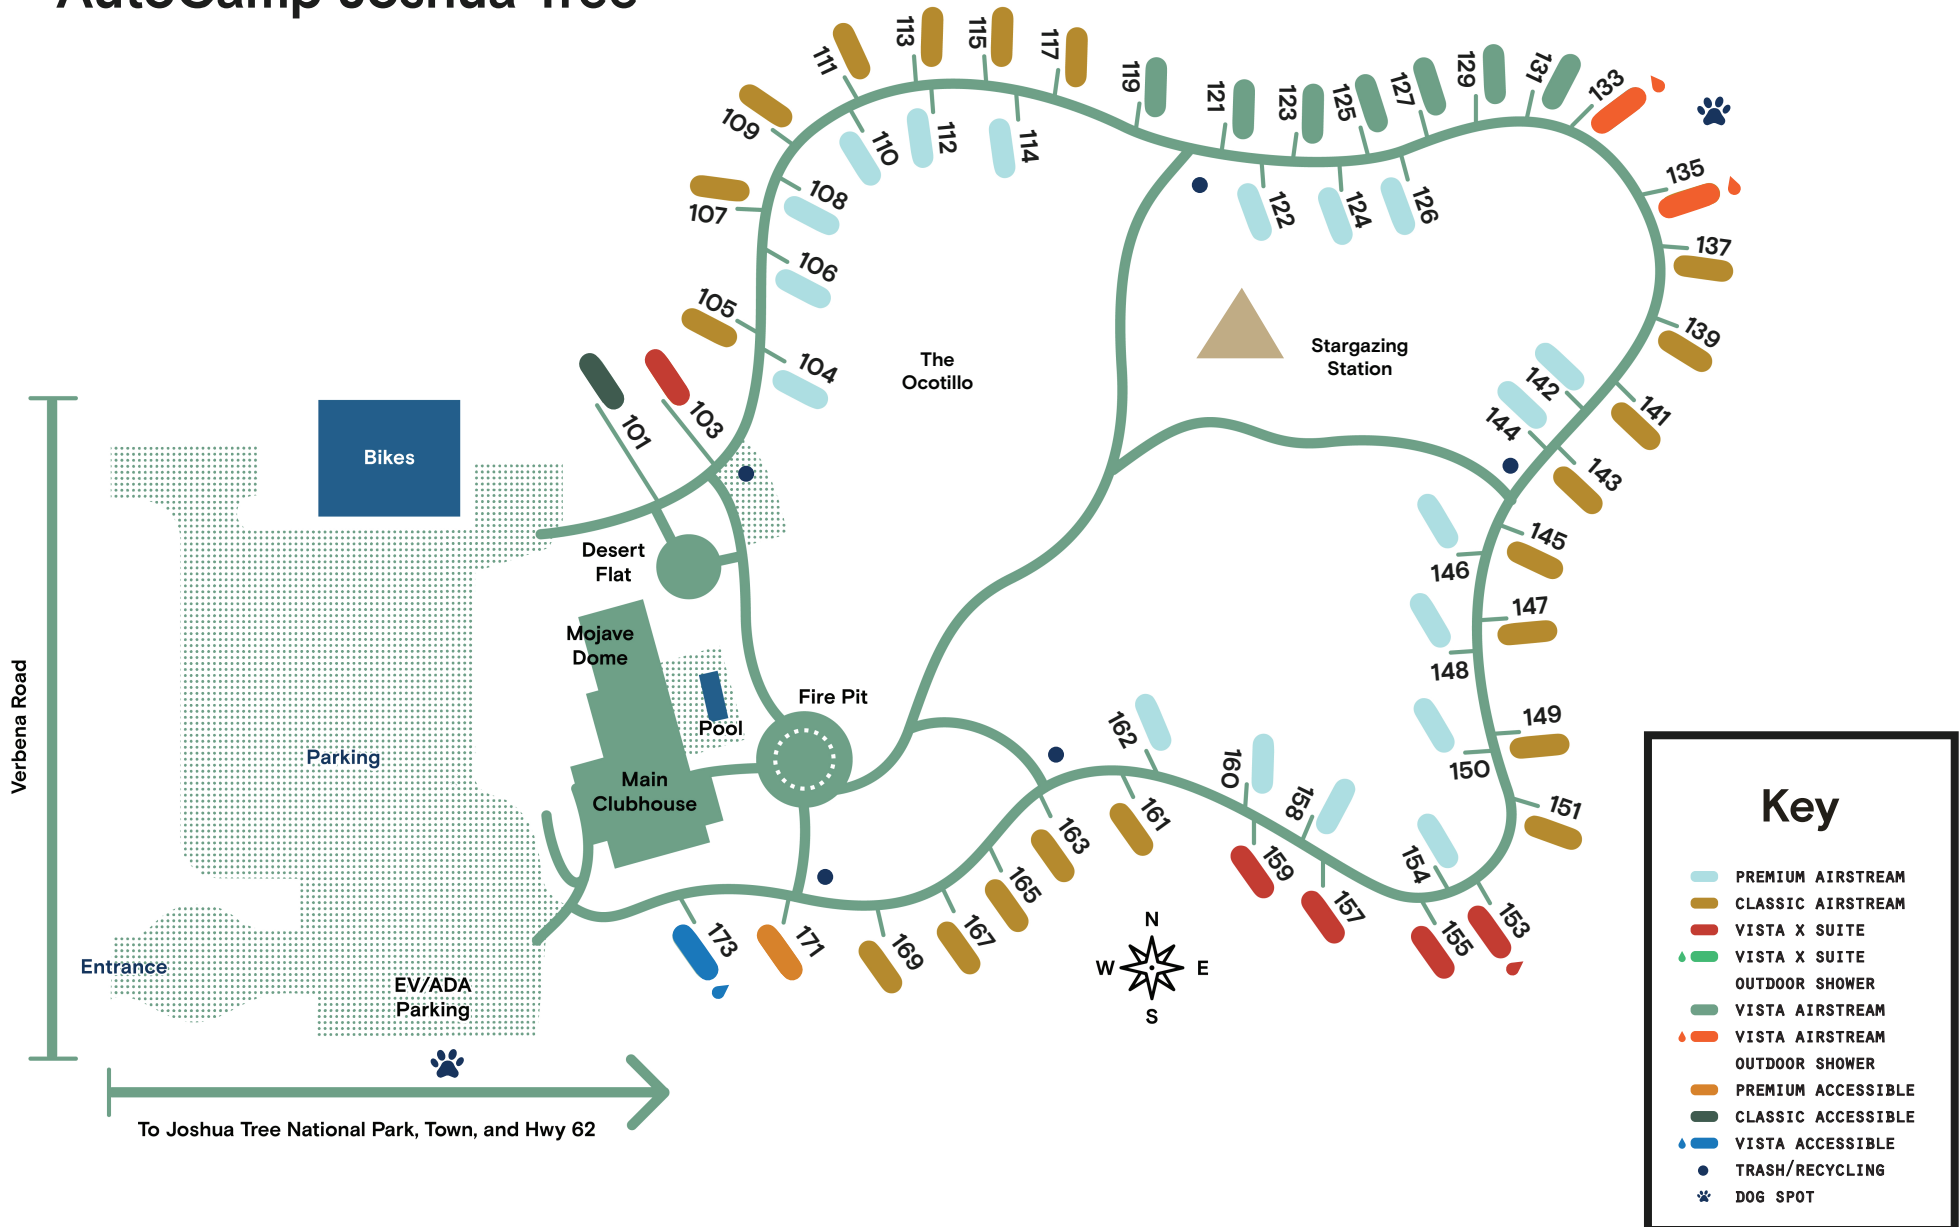 AutoCamp Joshua Tree
111
113
115
117
119
121
123
125
127
129
131
133
109
110
112
114
135
107
108
122
124
126
137
106
105
139
104
The
Ocotillo
Stargazing
Station
142
141
103
101
144
143
Bikes
145
146
Desert
Flat
147
148
Mojave
Dome
149
150
Fire Pit
Pool
162
160
158
151
Verbena Road
Parking
Main
Clubhouse
161
163
159
154
165
157
153
155
173
171
169
167
N
W
E
S
Entrance
EV/ADA
Parking
To Joshua Tree National Park, Town, and Hwy 62
Key
PREMIUM AIRSTREAM
CLASSIC AIRSTREAM
VISTA X SUITE
VISTA X SUITE
OUTDOOR SHOWER
VISTA AIRSTREAM
VISTA AIRSTREAM
OUTDOOR SHOWER
PREMIUM ACCESSIBLE
CLASSIC ACCESSIBLE
VISTA ACCESSIBLE
TRASH/RECYCLING
DOG SPOT